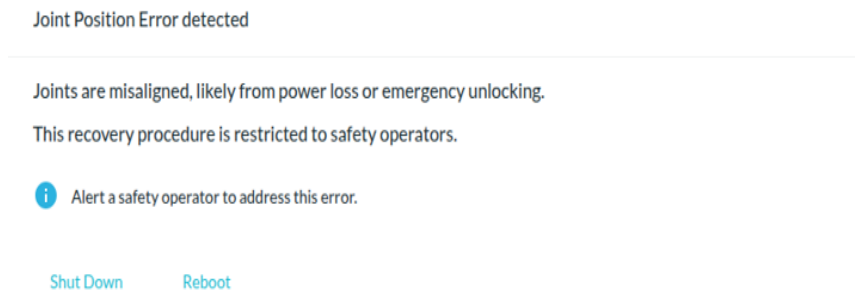 Joint Position Error detected
Joints are misaligned, likely from power loss or emergency unlocking.
This recovery procedure is restricted to safety operators.
i Alert a safety operator to address this error.
Shut Down Reboot